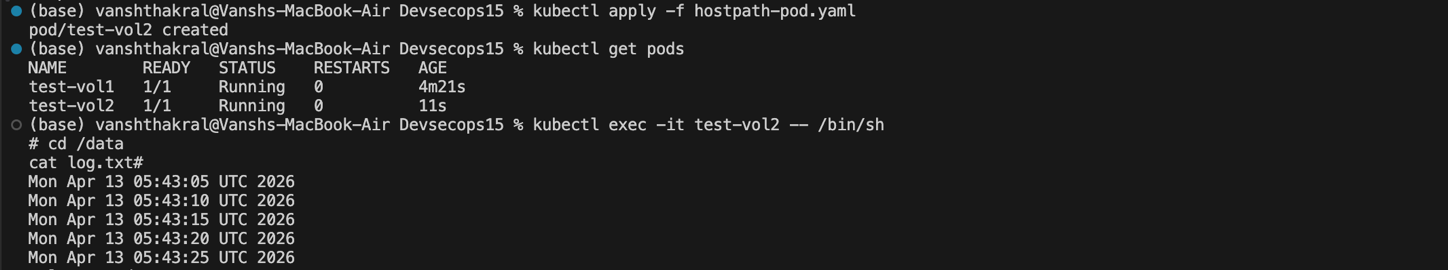 (base) vanshthakral@Vanshs-MacBook-Air Devsecops15 % kubectl apply -f hostpath-pod.yaml
pod/test-vol2 created
(base) vanshthakral@Vanshs-MacBook-Air Devsecops15 % kubectl get pods
NAME READY STATUS RESTARTS AGE
test-vol1 1/1 Running 0 4m21s
test-vol2 1/1 Running 0 11s
(base) vanshthakral@Vanshs-MacBook-Air Devsecops15 % kubectl exec -it test-vol2 -- /bin/sh
# cd /data
cat log.txt#
Mon Apr 13 05:43:05 UTC 2026
Mon Apr 13 05:43:10 UTC 2026
Mon Apr 13 05:43:15 UTC 2026
Mon Apr 13 05:43:20 UTC 2026
Mon Apr 13 05:43:25 UTC 2026